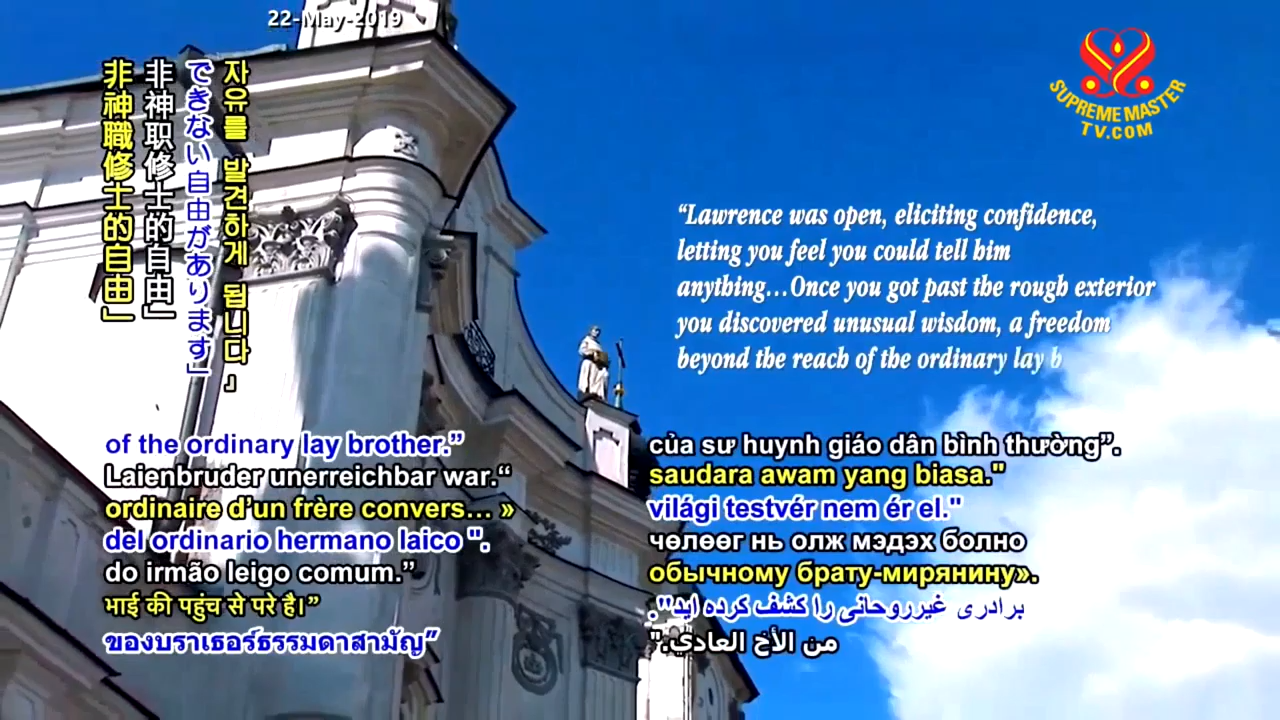 22-May-2019
SUPREME MASTER
TV.COM
자유를 발견하게 됩니다」
できない自由があります」
非神职修士的自由」
非神職修士的自由」
“Lawrence was open, eliciting confidence,
letting you feel you could tell him
anything…Once you got past the rough exterior
you discovered unusual wisdom, a freedom
beyond the reach of the ordinary lay b
of the ordinary lay brother.”
Laienbruder unerreichbar war.“
ordinaire d’un frère convers… »
del ordinario hermano laico ".
do irmão leigo comum.”
भाई की पहुंच से परे है।”
ของบราเธอร์ธรรมดาสามัญ”
của sư huynh giáo dân bình thường”.
saudara awam yang biasa."
világi testvér nem ér el."
чөлөөг нь олж мэдэх болно
обычному брату-мирянину».
برادری غیرروحانی را کشف کرده اید".
من الأخ العادي."